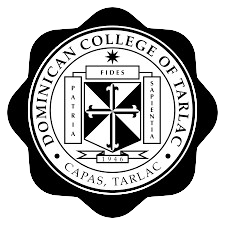 DOMINICAN COLLEGE OF TARLAC
FIDES
PATRIA
SAPIENTIA
1946
CAPAS, TARLAC